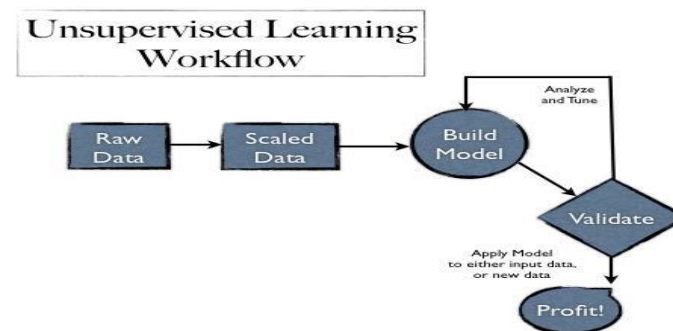 Unsupervised Learning
Workflow
Analyze
and Tune
Raw
Data
Scaled
Data
Build
Model
Validate
Apply Model
to either input data,
or new data
Profit!